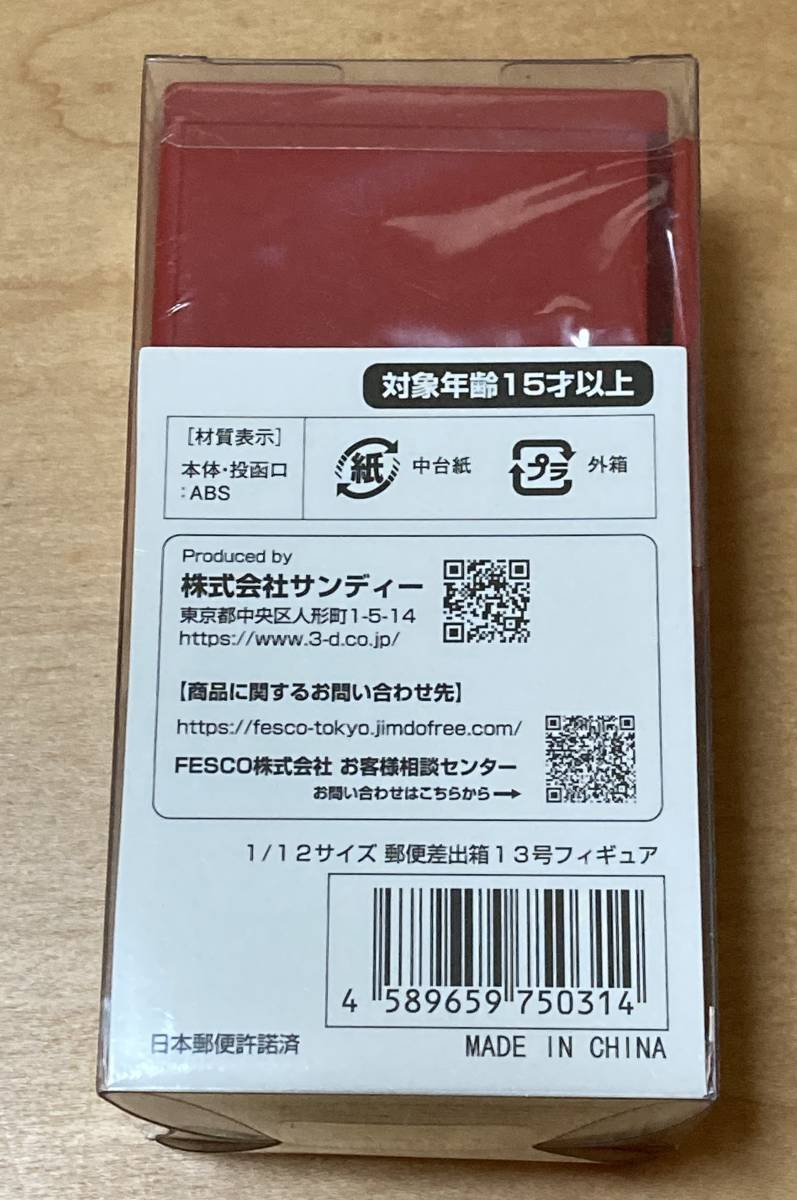 対象年齢15才以上
[材質表示]
本体・投函口
:ABS
紙 中台紙
プラ 外箱
Produced by
株式会社サンディー
東京都中央区人形町1-5-14
https://www.3-d.co.jp/
【商品に関するお問い合わせ先】
https://fesco-tokyo.jimdofree.com/
FESCO株式会社 お客様相談センター
お問い合わせはこちらから→
1/12サイズ 郵便差出箱13号フィギュア
4 589659 750314
日本郵便許諾済
MADE IN CHINA